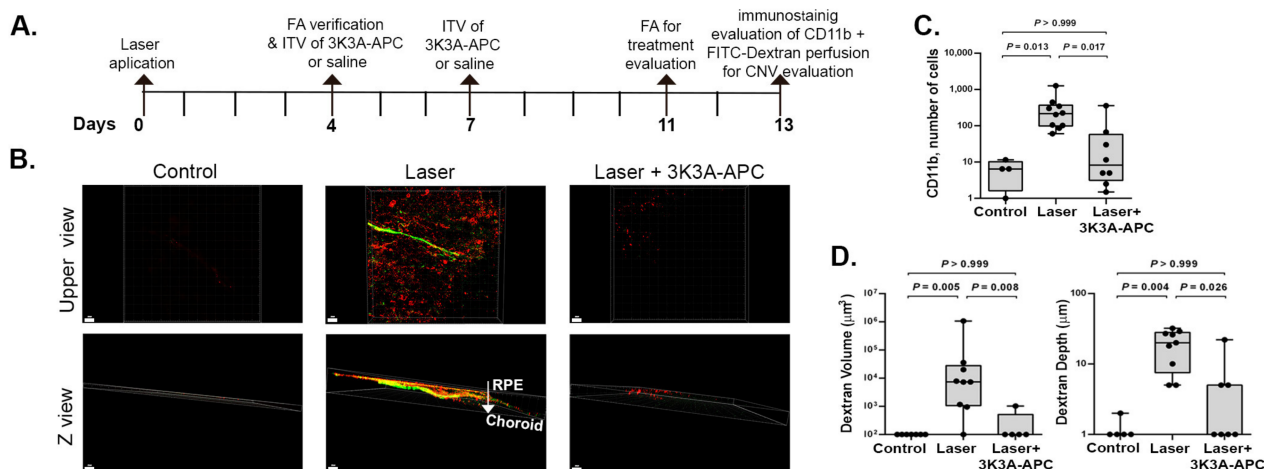 A.
Laser
aplication
FA verification
& ITV of 3K3A-APC
or saline
ITV of
3K3A-APC
or saline
FA for
treatment
evaluation
immunostainig
evaluation of CD11b +
FITC-Dextran perfusion
for CNV evaluation
Days 0 4 7 11 13
B.
Control Laser Laser + 3K3A-APC
Upper view
Z view
RPE
Choroid
C.
P > 0.999
P = 0.013 P = 0.017
CD11b, number of cells
10,000
1,000
100
10
1
Control Laser Laser+
3K3A-APC
D.
P > 0.999
P = 0.005 P = 0.008
Dextran Volume (μm³)
10⁷
10⁶
10⁵
10⁴
10³
10²
Control Laser Laser+
3K3A-APC
P > 0.999
P = 0.004 P = 0.026
Dextran Depth (μm)
100
10
1
Control Laser Laser+
3K3A-APC